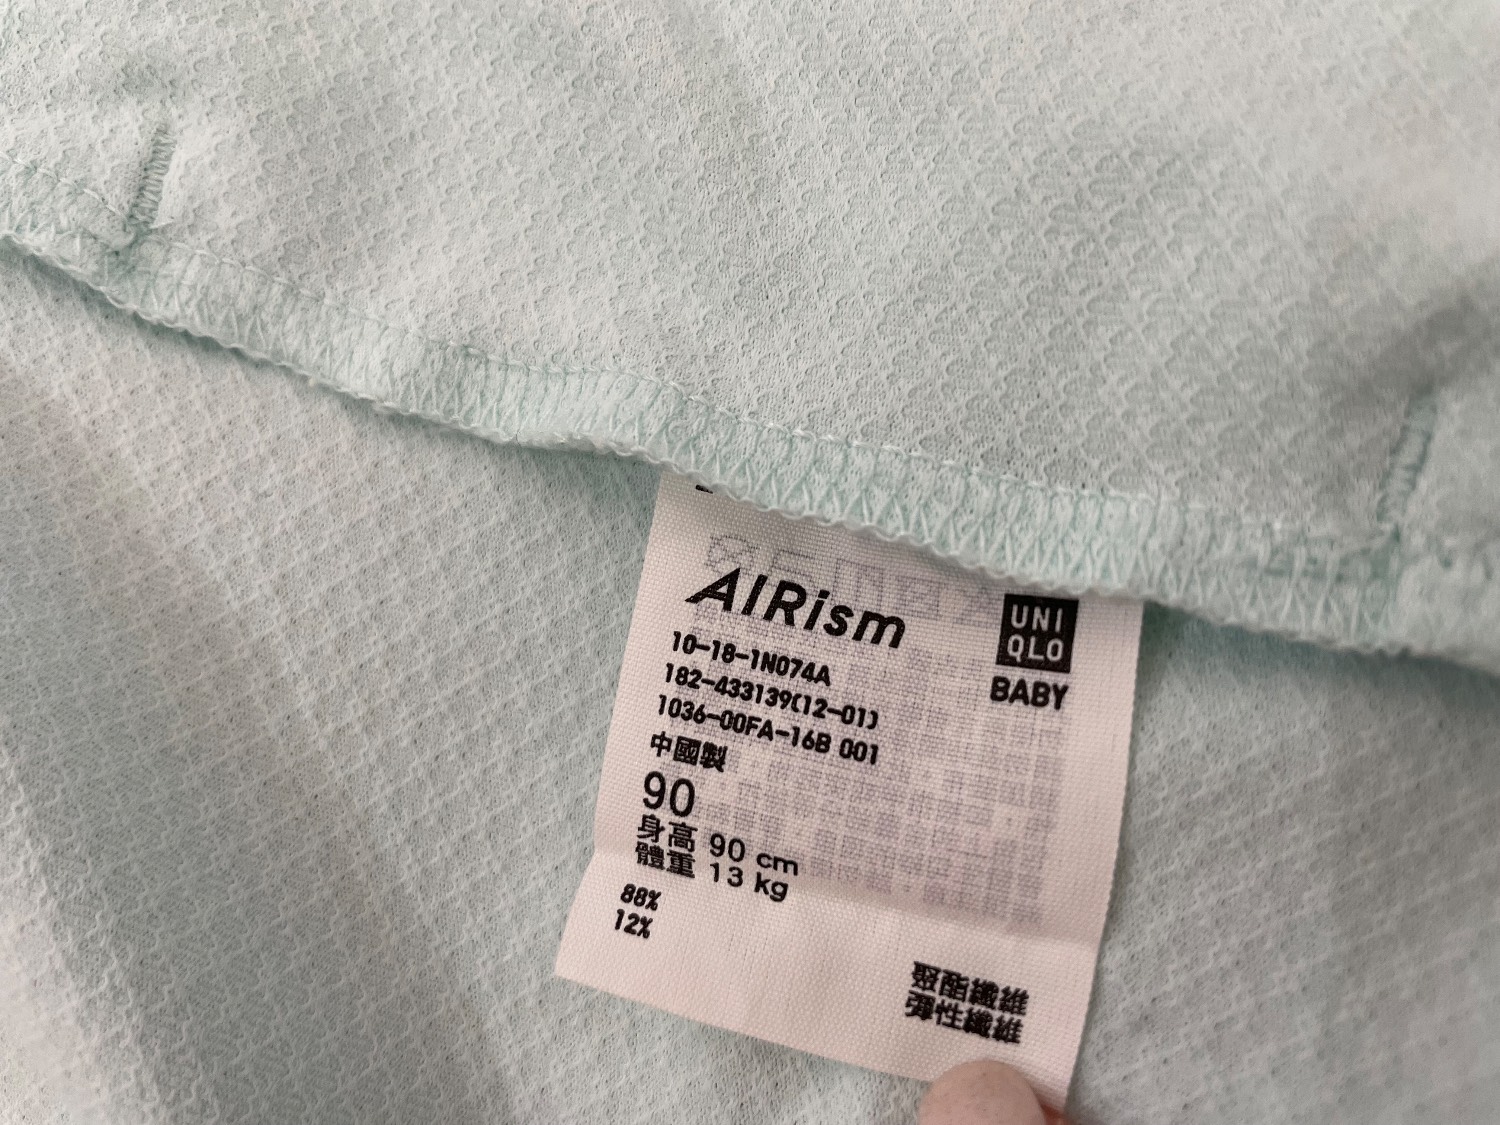 AIRism
UNI
QLO
BABY
10-18-1N074A
182-433139(12-01)
1036-00FA-16B 001
中國製
90
身高 90 cm
體重 13 kg
88%
12%
聚酯纖維
彈性纖維